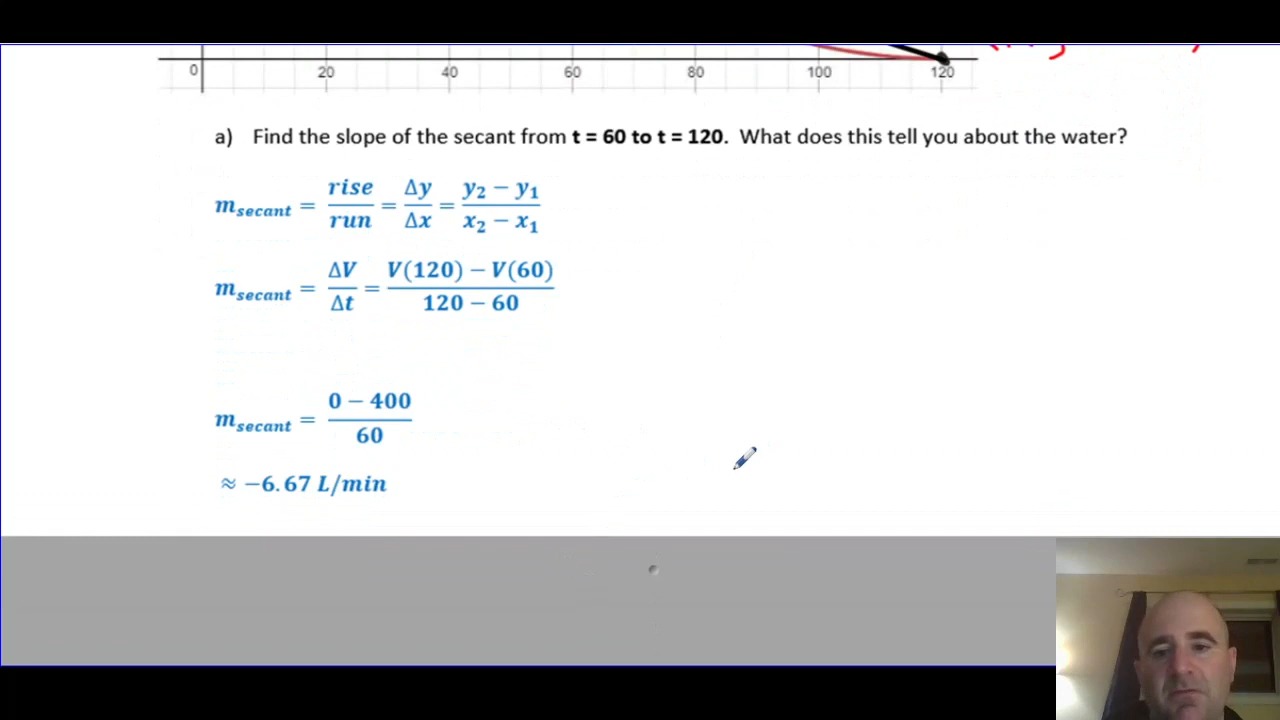 0 20 40 60 80 100 120
a) Find the slope of the secant from t = 60 to t = 120. What does this tell you about the water?
m_secant = rise/run = Δy/Δx = (y₂ − y₁)/(x₂ − x₁)
m_secant = ΔV/Δt = (V(120) − V(60))/(120 − 60)
m_secant = (0 − 400)/60
≈ −6.67 L/min